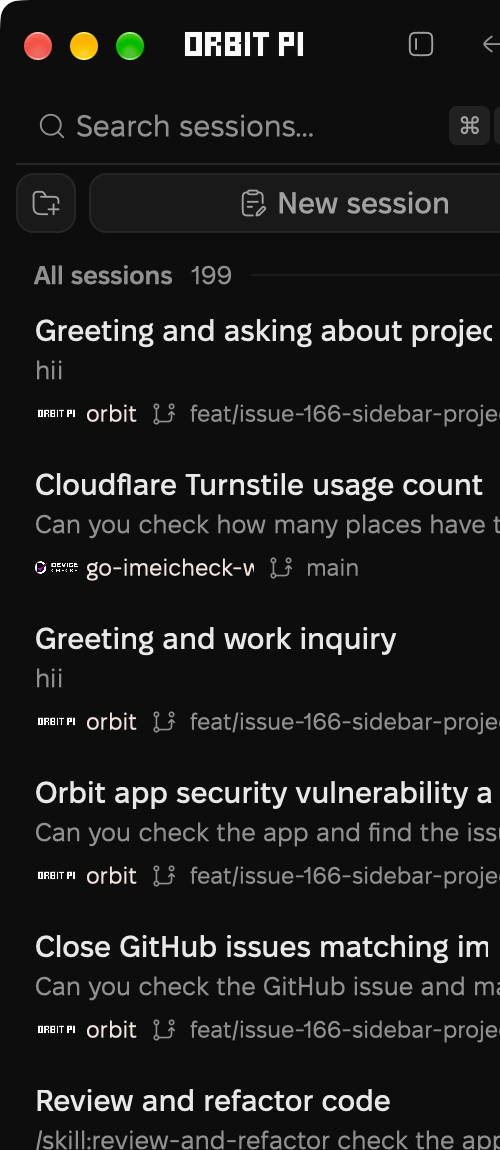 ORBIT PI
Search sessions...
⌘
New session
All sessions 199
Greeting and asking about projec
hii
ORBIT PI orbit feat/issue-166-sidebar-proje
Cloudflare Turnstile usage count
Can you check how many places have t
DEVICE CHECK go-imeicheck-w main
Greeting and work inquiry
hii
ORBIT PI orbit feat/issue-166-sidebar-proje
Orbit app security vulnerability a
Can you check the app and find the iss
ORBIT PI orbit feat/issue-166-sidebar-proje
Close GitHub issues matching im
Can you check the GitHub issue and ma
ORBIT PI orbit feat/issue-166-sidebar-proje
Review and refactor code
/skill:review-and-refactor check the app